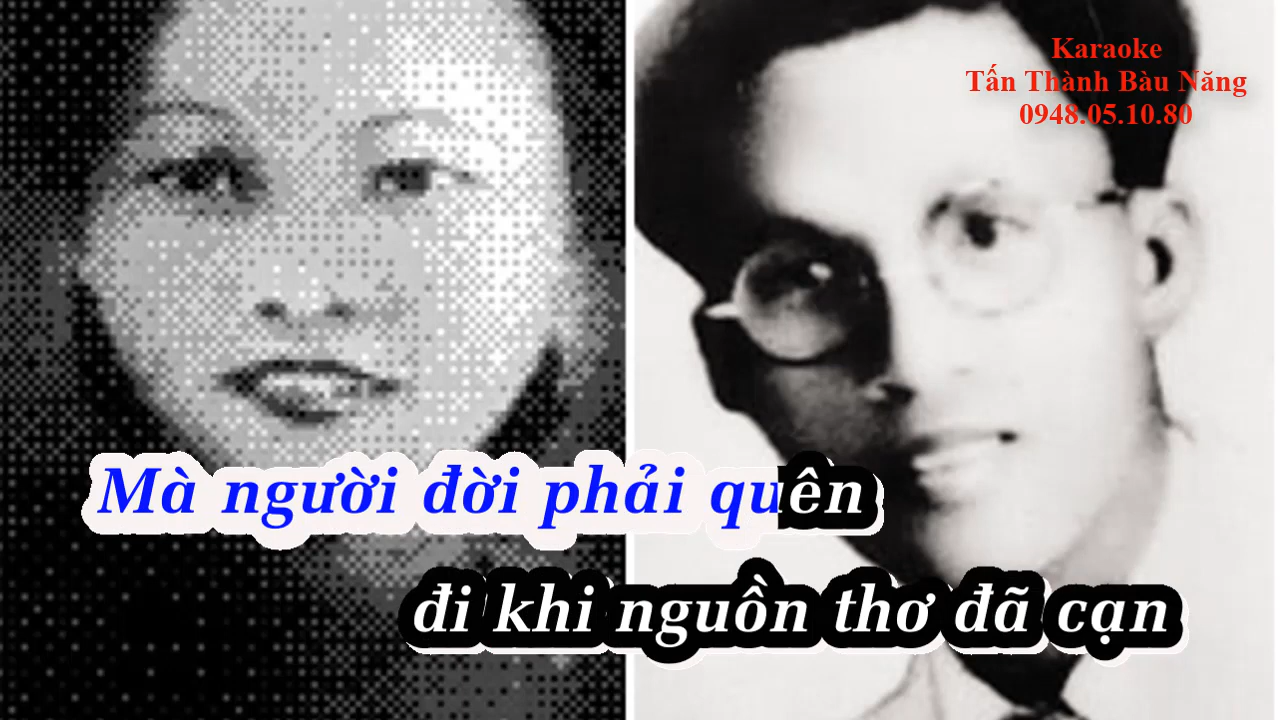 Karaoke
Tấn Thành Bàu Năng
0948.05.10.80
Mà người đời phải quên
đi khi nguồn thơ đã cạn